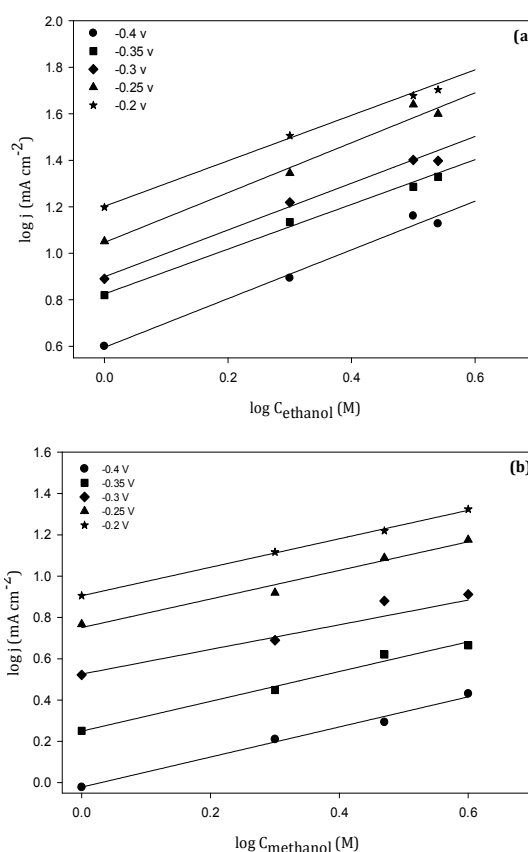 (a)
-0.4 v
-0.35 v
-0.3 v
-0.25 v
-0.2 v
2.0
1.8
1.6
1.4
1.2
1.0
0.8
0.6
log j (mA cm-2)
0.0 0.2 0.4 0.6
log Cethanol (M)
(b)
-0.4 V
-0.35 V
-0.3 V
-0.25 V
-0.2 V
1.6
1.4
1.2
1.0
0.8
0.6
0.4
0.2
0.0
log j (mA cm-2)
0.0 0.2 0.4 0.6
log Cmethanol (M)